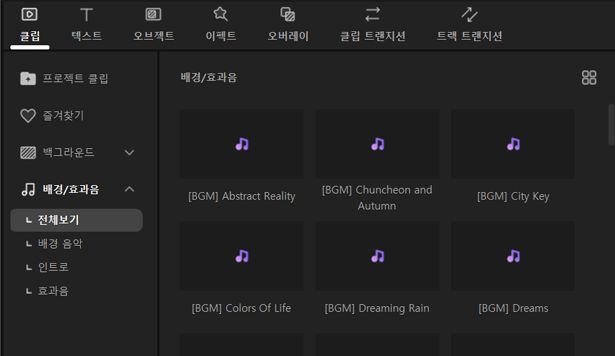 클립
텍스트
오브젝트
이펙트
오버레이
클립 트랜지션
트랙 트랜지션
프로젝트 클립
즐겨찾기
백그라운드
배경/효과음
전체보기
배경 음악
인트로
효과음
배경/효과음
[BGM] Abstract Reality
[BGM] Chuncheon and
Autumn
[BGM] City Key
[BGM] Colors Of Life
[BGM] Dreaming Rain
[BGM] Dreams